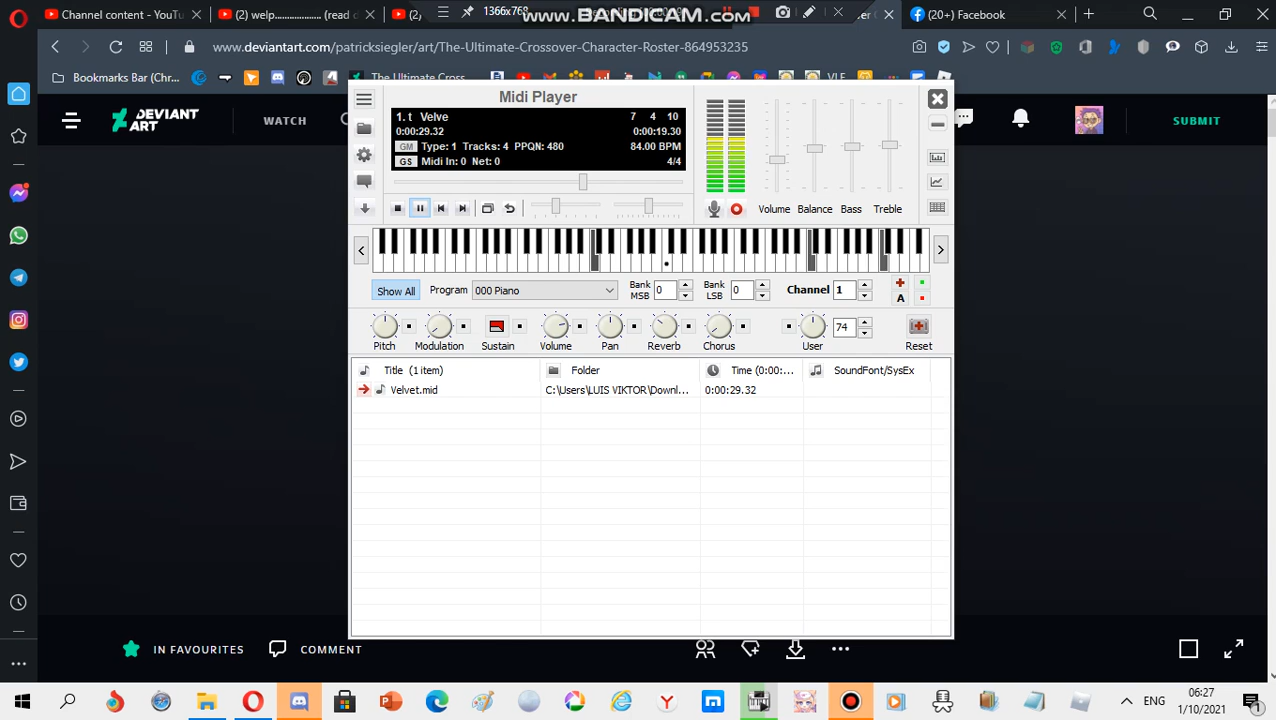 Channel content - YouT
(2) welp............... (read d
(2)
1366x768
www.BANDICAM.com
(20+) Facebook
www.deviantart.com/patricksiegler/art/The-Ultimate-Crossover-Character-Roster-864953235
Bookmarks Bar (Chr...
The Ultimate Cross
VLF
DEVIANT ART
WATCH
SUBMIT
Midi Player
1. t Velve
7 4 10
0:00:29.32
0:00:19.30
GM Type: 1 Tracks: 4 PPQN: 480
84.00 BPM
GS Midi In: 0 Net: 0
4/4
Volume Balance Bass Treble
Show All
Program
000 Piano
Bank MSB
0
Bank LSB
0
Channel
1
A
Pitch Modulation Sustain Volume Pan Reverb Chorus User
74
Reset
Title (1 item)
Folder
Time (0:00:...
SoundFont/SysEx
Velvet.mid
C:\Users\LUIS VIKTOR\Downl...
0:00:29.32
IN FAVOURITES
COMMENT
ENG
06:27
1/10/2021
1